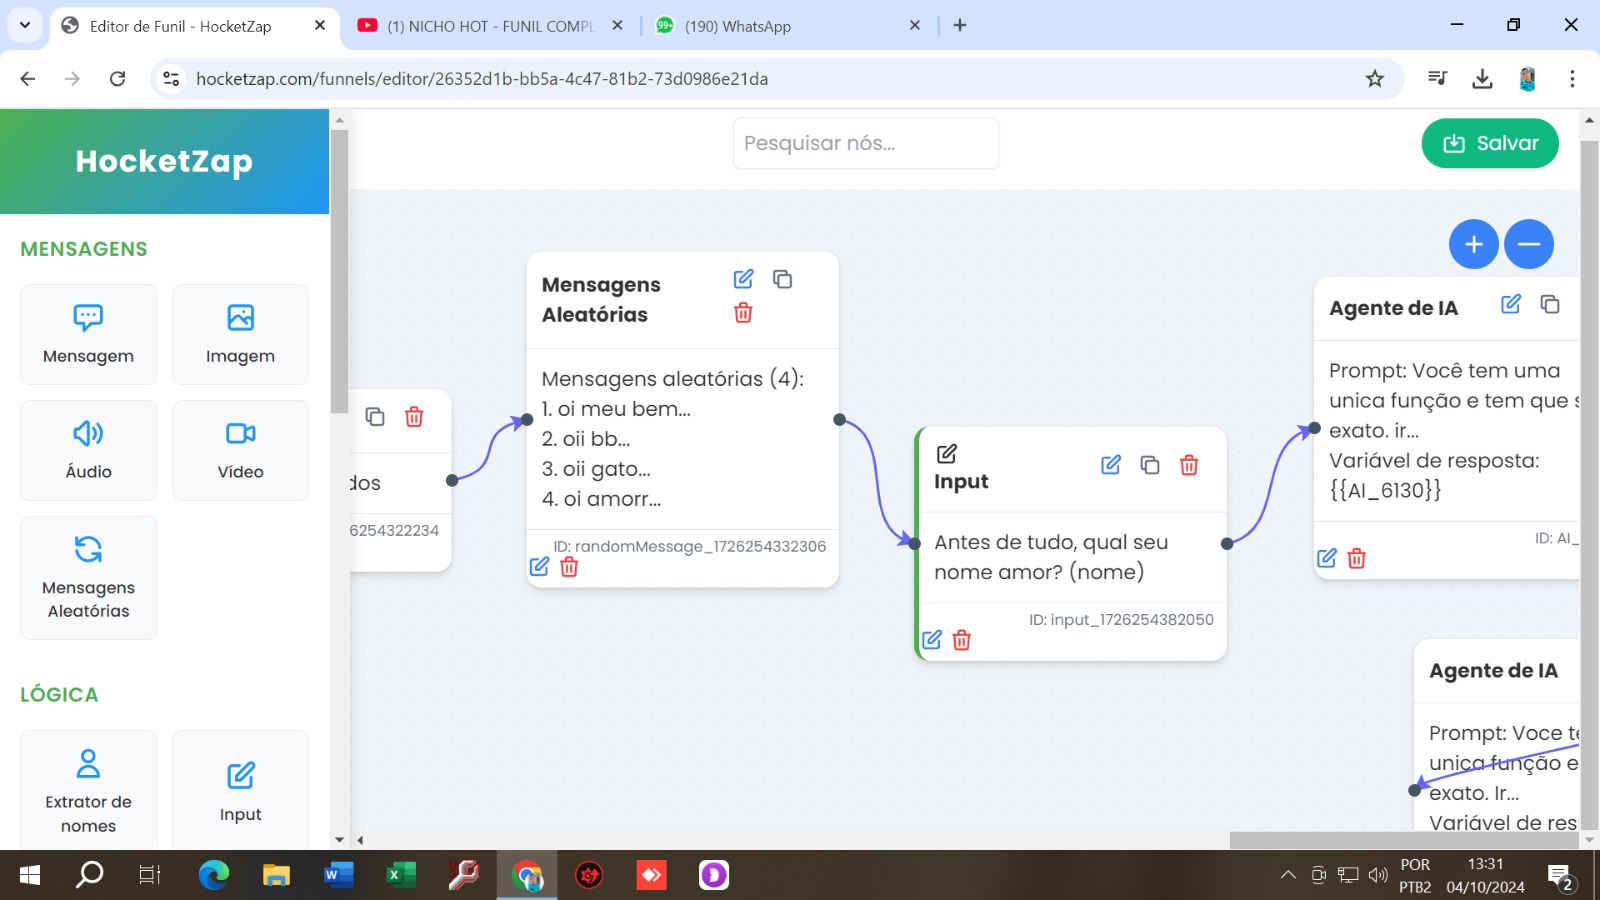 Editor de Funil - HocketZap
(1) NICHO HOT - FUNIL COMPL
99+
(190) WhatsApp
hocketzap.com/funnels/editor/26352d1b-bb5a-4c47-81b2-73d0986e21da
HocketZap
Pesquisar nós...
Salvar
MENSAGENS
Mensagem
Imagem
Áudio
Vídeo
Mensagens
Aleatórias
LÓGICA
Extrator de
nomes
Input
dos
6254322234
Mensagens
Aleatórias
Mensagens aleatórias (4):
1. oi meu bem...
2. oii bb...
3. oii gato...
4. oi amorr...
ID: randomMessage_1726254332306
Input
Antes de tudo, qual seu
nome amor? (nome)
ID: input_1726254382050
Agente de IA
Prompt: Você tem uma
unica função e tem que s
exato. ir...
Variável de resposta:
{{AI_6130}}
ID: AI_
Agente de IA
Prompt: Voce te
unica função e
exato. Ir...
Variável de res
POR
PTB2
13:31
04/10/2024
2